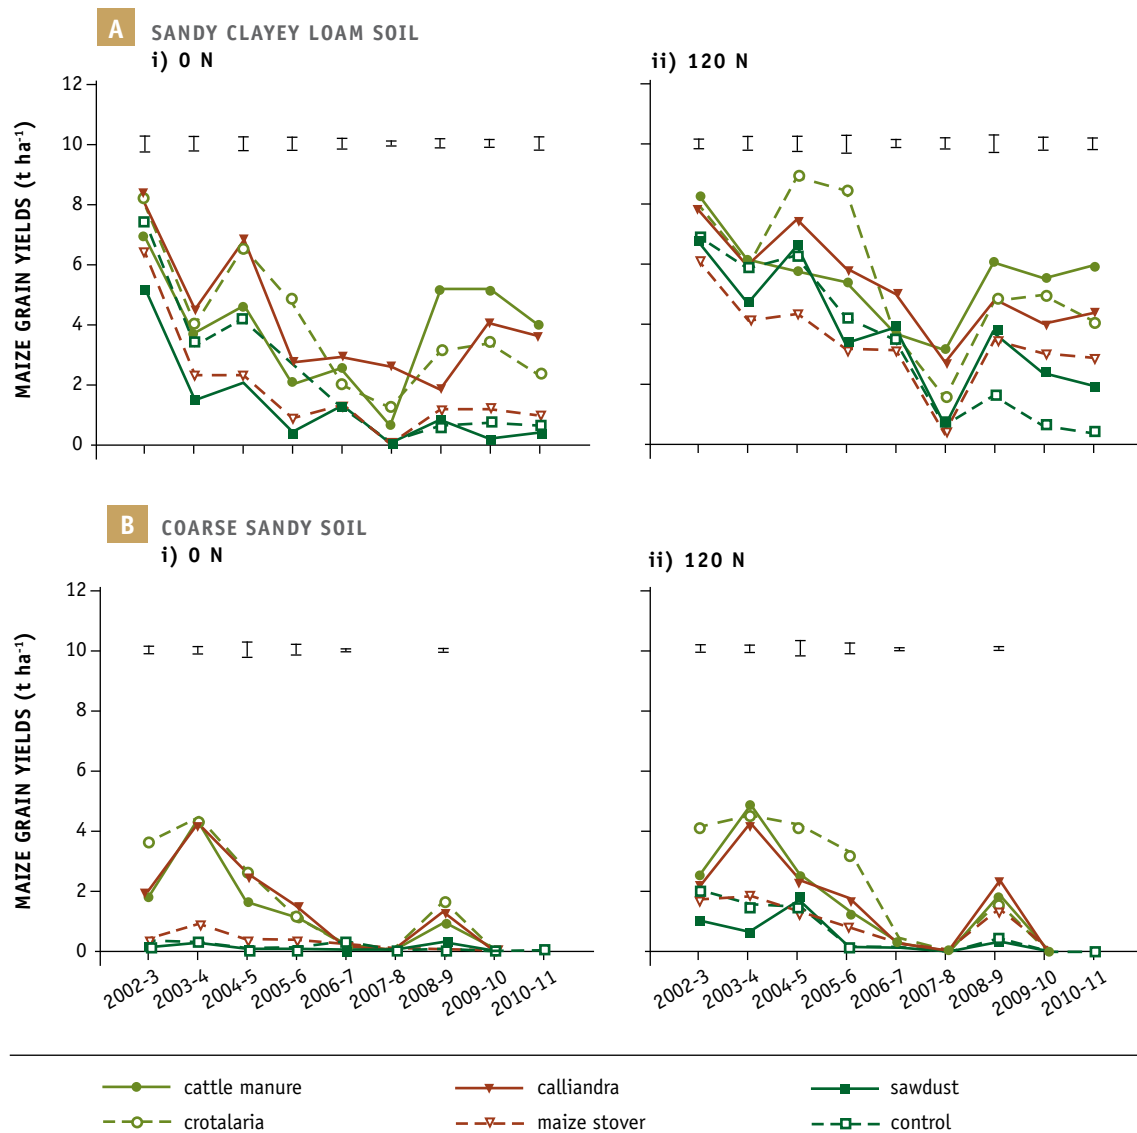 A SANDY CLAYEY LOAM SOIL
i) 0 N
ii) 120 N
MAIZE GRAIN YIELDS (t ha⁻¹)
12
10
8
6
4
2
0
B COARSE SANDY SOIL
i) 0 N
ii) 120 N
MAIZE GRAIN YIELDS (t ha⁻¹)
12
10
8
6
4
2
0
2002-3
2003-4
2004-5
2005-6
2006-7
2007-8
2008-9
2009-10
2010-11
2002-3
2003-4
2004-5
2005-6
2006-7
2007-8
2008-9
2009-10
2010-11
cattle manure
calliandra
sawdust
crotalaria
maize stover
control